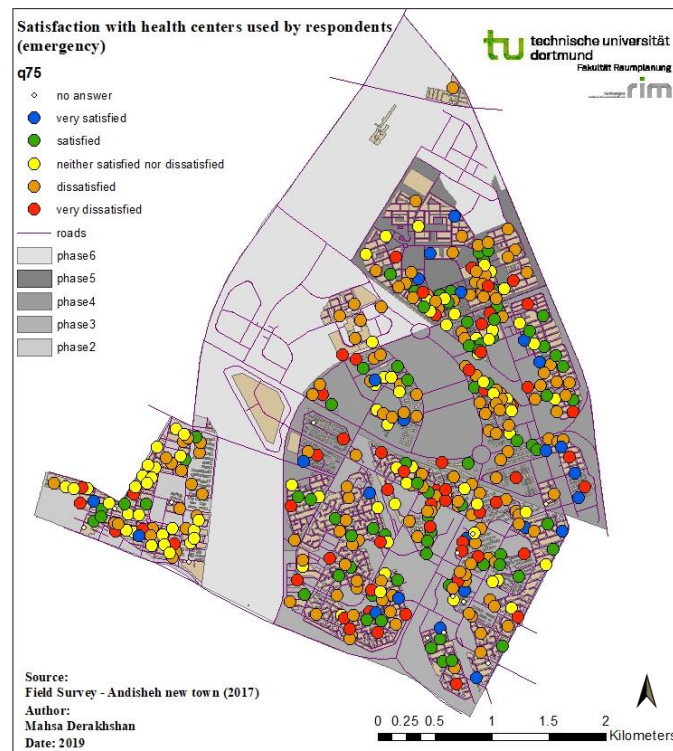 Satisfaction with health centers used by respondents
(emergency)
q75
no answer
very satisfied
satisfied
neither satisfied nor dissatisfied
dissatisfied
very dissatisfied
roads
phase6
phase5
phase4
phase3
phase2
tu technische universität
dortmund
Fakultät Raumplanung
rim
Source:
Field Survey - Andisheh new town (2017)
Author:
Mahsa Derakhshan
Date: 2019
0 0.25 0.5 1 1.5 2
Kilometers